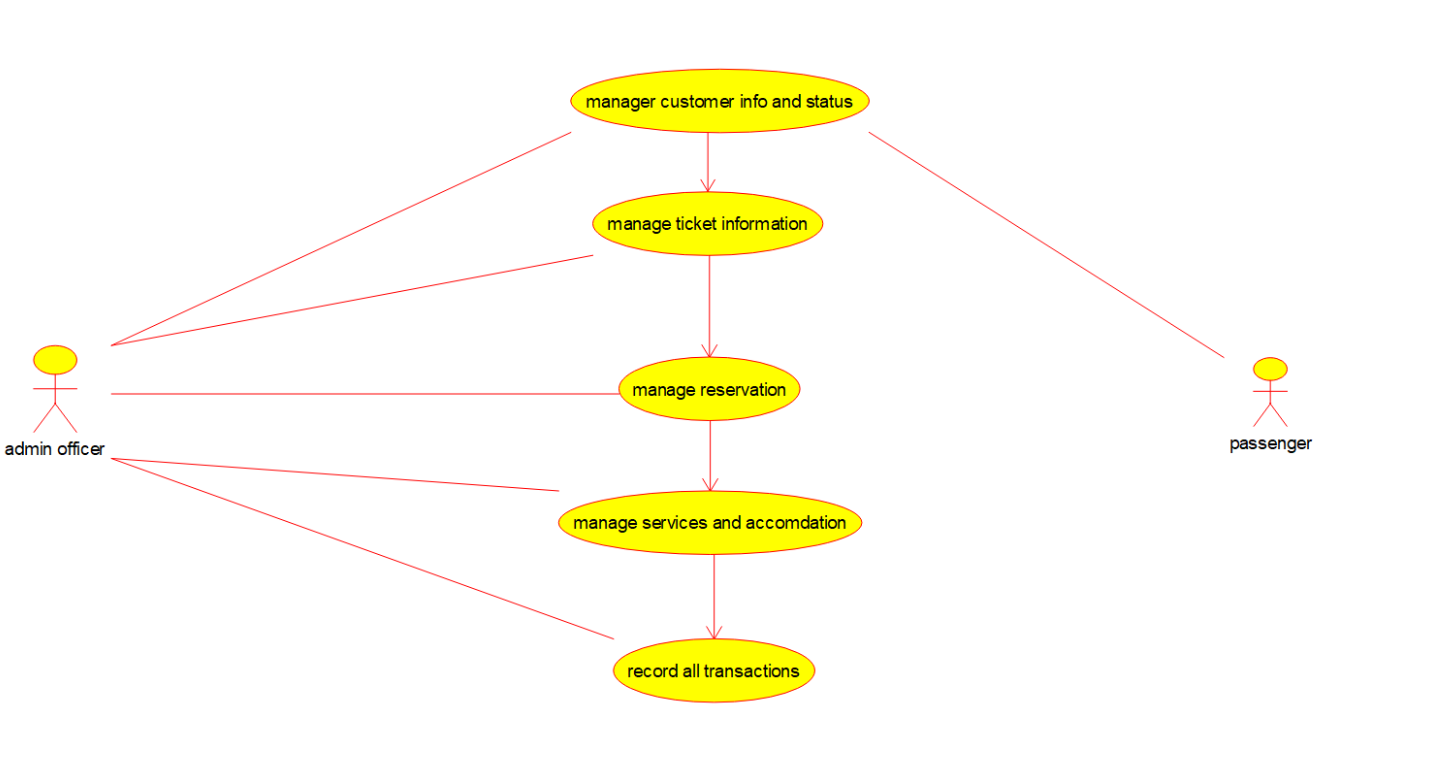 manager customer info and status
manage ticket information
manage reservation
admin officer
passenger
manage services and accomdation
record all transactions